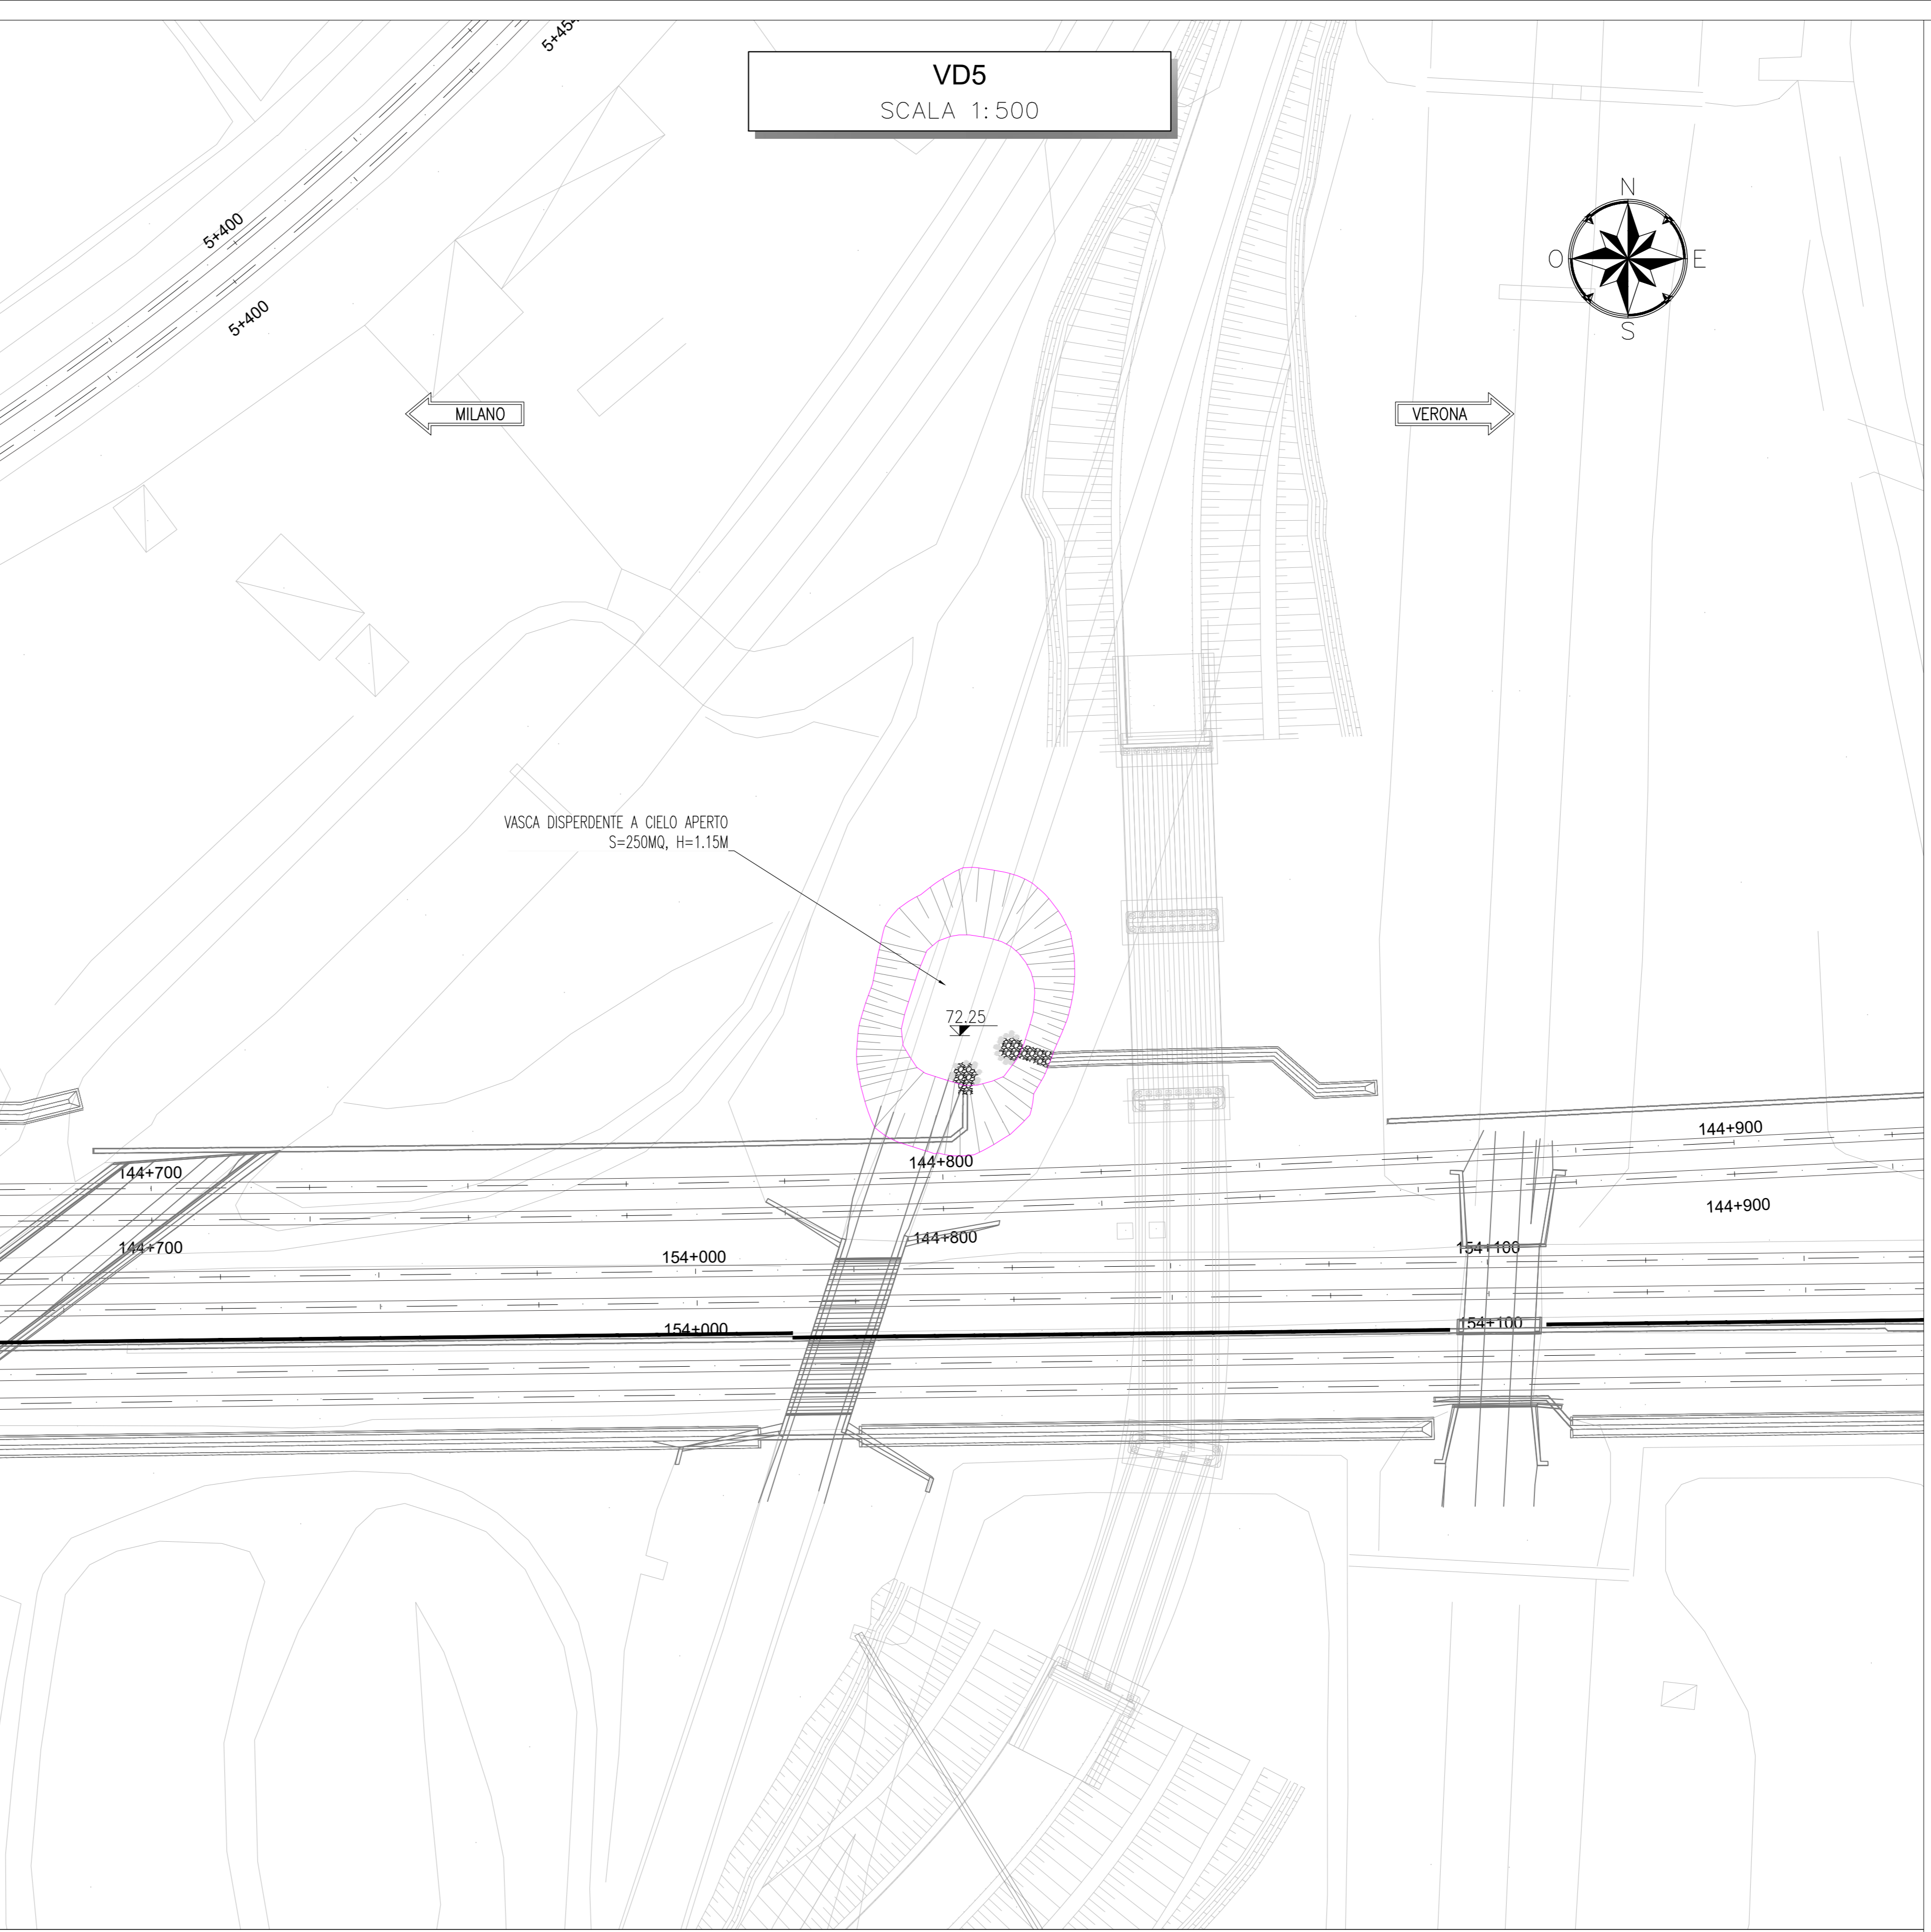 5+454
VD5
SCALA 1:500
5+400
5+400
N
O
E
S
MILANO
VERONA
VASCA DISPERDENTE A CIELO APERTO
S=250MQ, H=1.15M
72.25
144+700
144+800
144+900
144+700
144+800
144+900
154+000
154+100
154+000
154+100